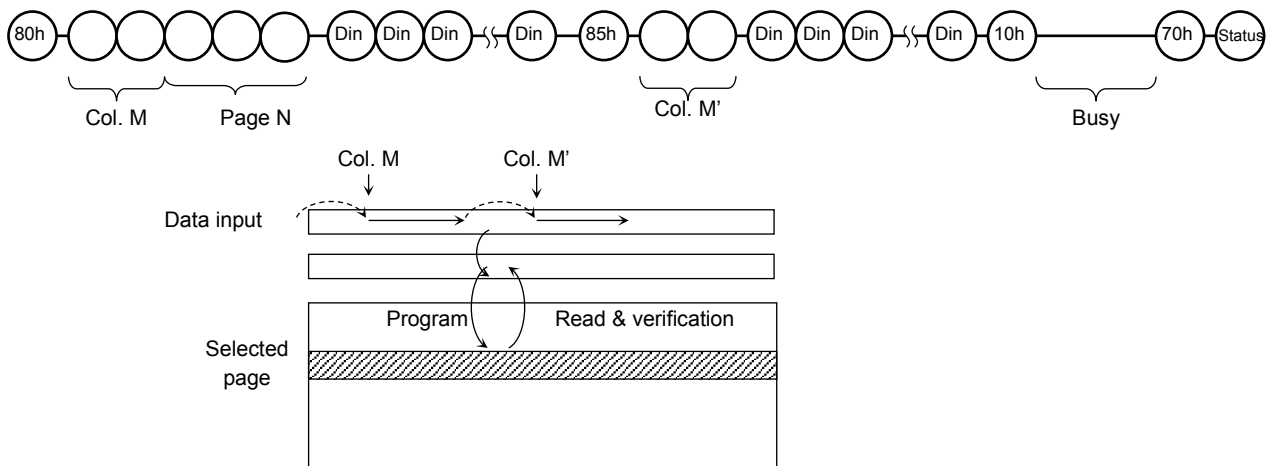 80h Din Din Din Din 85h Din Din Din Din 10h 70h Status
Col. M Page N Col. M’ Busy
Col. M Col. M’
Data input
Program Read & verification
Selected
page